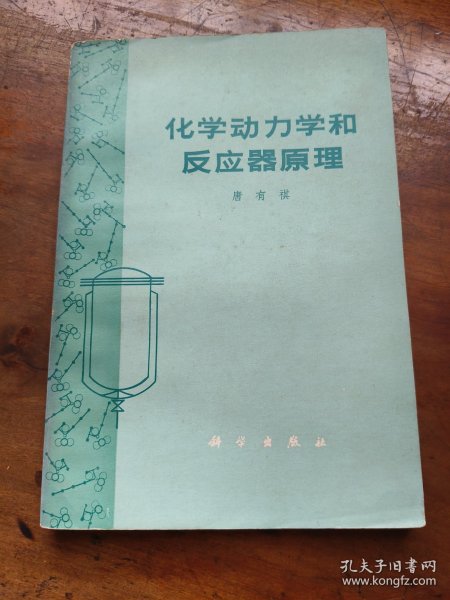 化学动力学和
反应器原理
唐有祺
科学出版社
孔夫子旧书网
www.kongfz.com